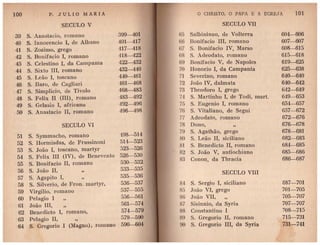 100 P. JULIO MARIA
SECULO V
39 S. Anastacio, romano 399—401
40 S. Innocencio I, de Albano 401—417
41 S. Zosimo, grego 417—418
42 S. Bonifacio I, romano 418—422
43 S. Celestino I, da Campania 422—432
44 S. Sixto III, romano 432—440
45 S. Leão I, toscano 440—461
46 S. Ilaro, de Cagliari 461—468
47 S. Simplicio, de Tivolo 468—483
48 S. Felix II (III), romano 483—492
49 S. Gelasio I, africano 492—496
50 S. Anastacio II, romano 496—498
SECULO VI
51 S. Symmacho, romano 498—514
52 S. Hormisdas, de Frussinoni 514—523
53 S. João I, toscano, martyr 523—526
54 S. Felix III (IV), de Benevento 526—530
55 S. Bonifacio II, romano 530—532
56 S. João II, „ 533—535
57 S. Agapito I, „ 535—536
58 S. Silverio, de Fron. martyr, 536—537
59 Virgilio, romano 537—555
60 Pelagio I „ 556—561
61 João III, „ 561—574
62 Benedicto I, romano, 574—579
63 Pelagio II, „ 579—590
64 S. Gregorio I (Magno), romano 590—604
O CHRISTO, O PAPA E A EGREJA 101
SECULO VII
65 Salbiniano, de Volterra 604—606
66 Bonifacio III, romano 607—607
67 S. Bonifacio IV, Marso 608—615
68 S. Adeodato, romano 615—618
69 Bonifacio V, de Napoles 619—625
70 Honorio I, da Campania 625—638
71 Severino, romano 640—640
72 João IV, dalmata 640—642
73 Theodoro I, grego 642—649
74 S. Martinho I, de Todi, mart. 649—653
75 S. Eugenio I, romano 654—657
76 S. Vitaliano, de Segni 657—672
77 Adeodato, romano 672—676
78 Dono, „ 676—678
79 S. Agathão, grego 678—681
80 S. Leão II, siciliano 682—683
81 S. Benedicto II, romano 684—685
82 S. João V, antiochiano 685—686
83 Conon, da Thracia 686—687
SECULO VIII
84 S. Sergio I, siciliano 687—701
85 João VI, grego 701—705
86 João VII, „ 705—707
87 Sisinnio, da Syria 707—707
88 Constantino I „ 708—715
89 S. Gregorio II, romano 715—731
90 S. Gregorio III, da Syria 731—741